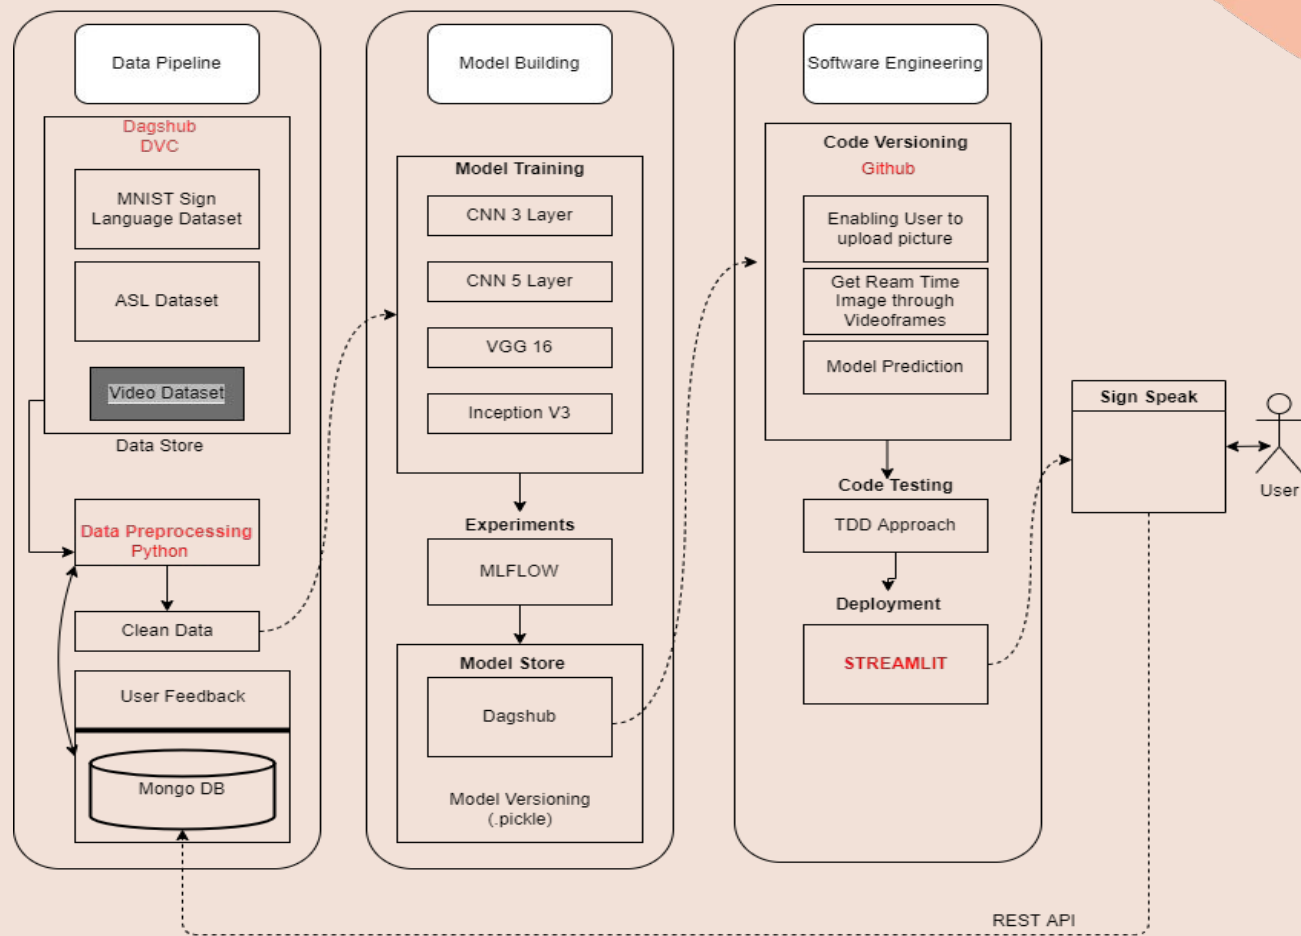 Data Pipeline
Dagshub
DVC
MNIST Sign
Language Dataset
ASL Dataset
Video Dataset
Data Store
Data Preprocessing
Python
Clean Data
User Feedback
Mongo DB
Model Building
Model Training
CNN 3 Layer
CNN 5 Layer
VGG 16
Inception V3
Experiments
MLFLOW
Model Store
Dagshub
Model Versioning
(.pickle)
Software Engineering
Code Versioning
Github
Enabling User to
upload picture
Get Ream Time
Image through
Videoframes
Model Prediction
Code Testing
TDD Approach
Deployment
STREAMLIT
Sign Speak
User
REST API